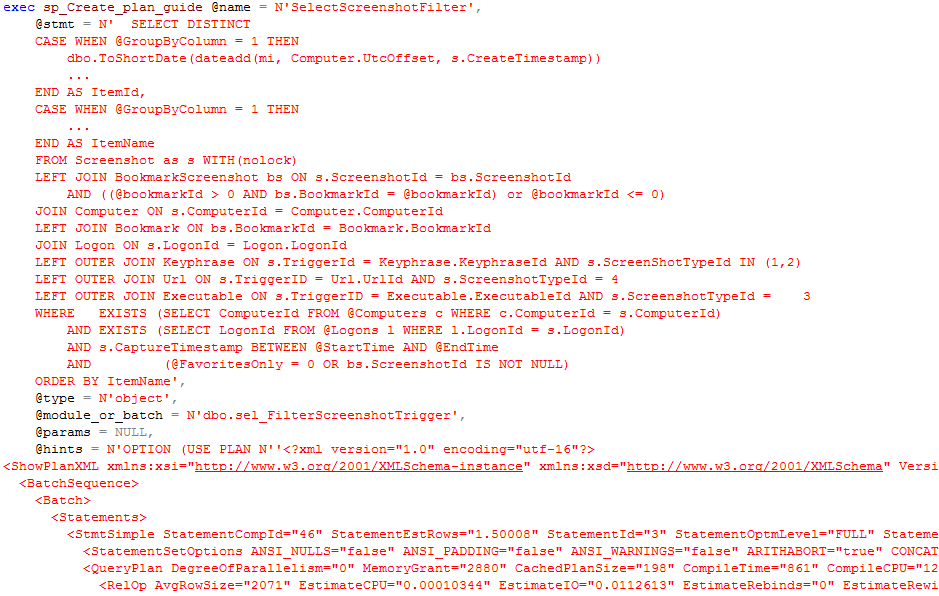 exec sp_Create_plan_guide @name = N'SelectScreenshotFilter',
@stmt = N'  SELECT DISTINCT
CASE WHEN @GroupByColumn = 1 THEN
dbo.ToShortDate(dateadd(mi, Computer.UtcOffset, s.CreateTimestamp))
...
END AS ItemId,
CASE WHEN @GroupByColumn = 1 THEN
...
END AS ItemName
FROM Screenshot as s WITH(nolock)
LEFT JOIN BookmarkScreenshot bs ON s.ScreenshotId = bs.ScreenshotId
AND ((@bookmarkId > 0 AND bs.BookmarkId = @bookmarkId) or @bookmarkId <= 0)
JOIN Computer ON s.ComputerId = Computer.ComputerId
LEFT JOIN Bookmark ON bs.BookmarkId = Bookmark.BookmarkId
JOIN Logon ON s.LogonId = Logon.LogonId
LEFT OUTER JOIN Keyphrase ON s.TriggerId = Keyphrase.KeyphraseId AND s.ScreenShotTypeId IN (1,2)
LEFT OUTER JOIN Url ON s.TriggerID = Url.UrlId AND s.ScreenshotTypeId = 4
LEFT OUTER JOIN Executable ON s.TriggerID = Executable.ExecutableId AND s.ScreenshotTypeId =    3
WHERE   EXISTS (SELECT ComputerId FROM @Computers c WHERE c.ComputerId = s.ComputerId)
AND EXISTS (SELECT LogonId FROM @Logons l WHERE l.LogonId = s.LogonId)
AND s.CaptureTimestamp BETWEEN @StartTime AND @EndTime
AND         (@FavoritesOnly = 0 OR bs.ScreenshotId IS NOT NULL)
ORDER BY ItemName',
@type = N'object',
@module_or_batch = N'dbo.sel_FilterScreenshotTrigger',
@params = NULL,
@hints = N'OPTION (USE PLAN N''<?xml version="1.0" encoding="utf-16"?>
<ShowPlanXML xmlns:xsi="http://www.w3.org/2001/XMLSchema-instance" xmlns:xsd="http://www.w3.org/2001/XMLSchema" Versi
<BatchSequence>
<Batch>
<Statements>
<StmtSimple StatementCompId="46" StatementEstRows="1.50008" StatementId="3" StatementOptmLevel="FULL" Stateme
<StatementSetOptions ANSI_NULLS="false" ANSI_PADDING="false" ANSI_WARNINGS="false" ARITHABORT="true" CONCAT
<QueryPlan DegreeOfParallelism="0" MemoryGrant="2880" CachedPlanSize="198" CompileTime="861" CompileCPU="12
<RelOp AvgRowSize="2071" EstimateCPU="0.00010344" EstimateIO="0.0112613" EstimateRebinds="0" EstimateRewi